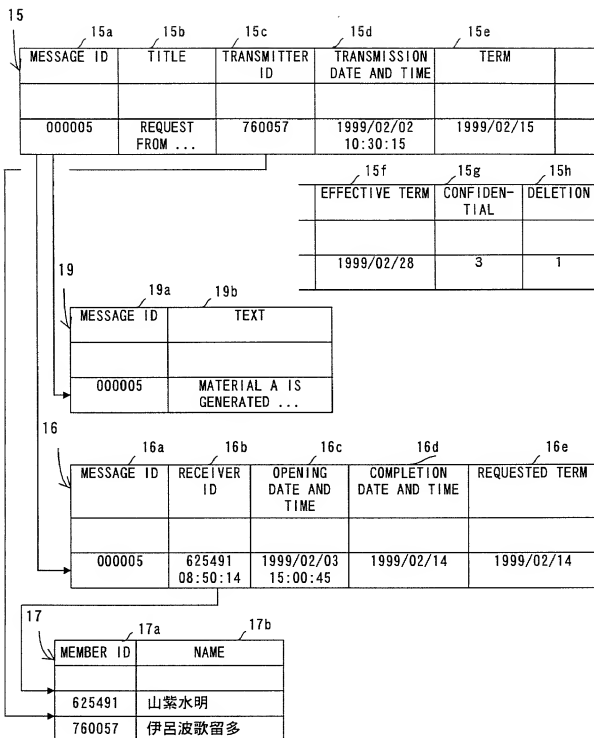 15
15a 15b 15c 15d 15e
MESSAGE ID TITLE TRANSMITTER TRANSMISSION TERM
ID DATE AND TIME
000005 REQUEST 760057 1999/02/02 1999/02/15
FROM ... 10:30:15
15f 15g 15h
EFFECTIVE TERM CONFIDEN- DELETION
TIAL
1999/02/28 3 1
19
19a 19b
MESSAGE ID TEXT
000005 MATERIAL A IS
GENERATED ...
16
16a 16b 16c 16d 16e
MESSAGE ID RECEIVER OPENING COMPLETION REQUESTED TERM
ID DATE AND DATE AND TIME
TIME
000005 625491 1999/02/03 1999/02/14 1999/02/14
08:50:14 15:00:45
17
17a 17b
MEMBER ID NAME
625491 山紫水明
760057 伊呂波歌留多